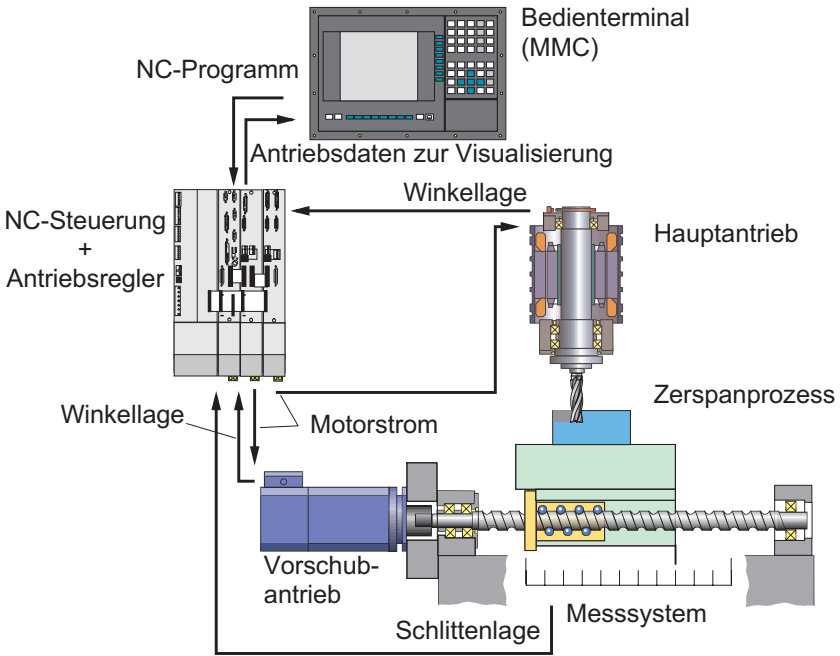 Bedienterminal
(MMC)
NC-Programm
Antriebsdaten zur Visualisierung
Winkellage
NC-Steuerung
+
Antriebsregler
Hauptantrieb
Zerspanprozess
Winkellage
Motorstrom
Vorschub-
antrieb
Messsystem
Schlittenlage